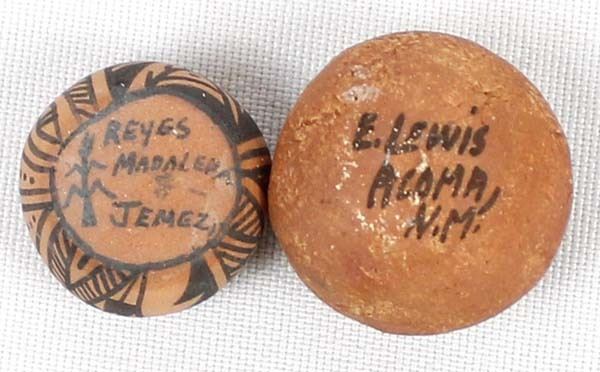 REYES
MADALENA
JEMEZ,
E. LEWIS
ACOMA,
N.M.